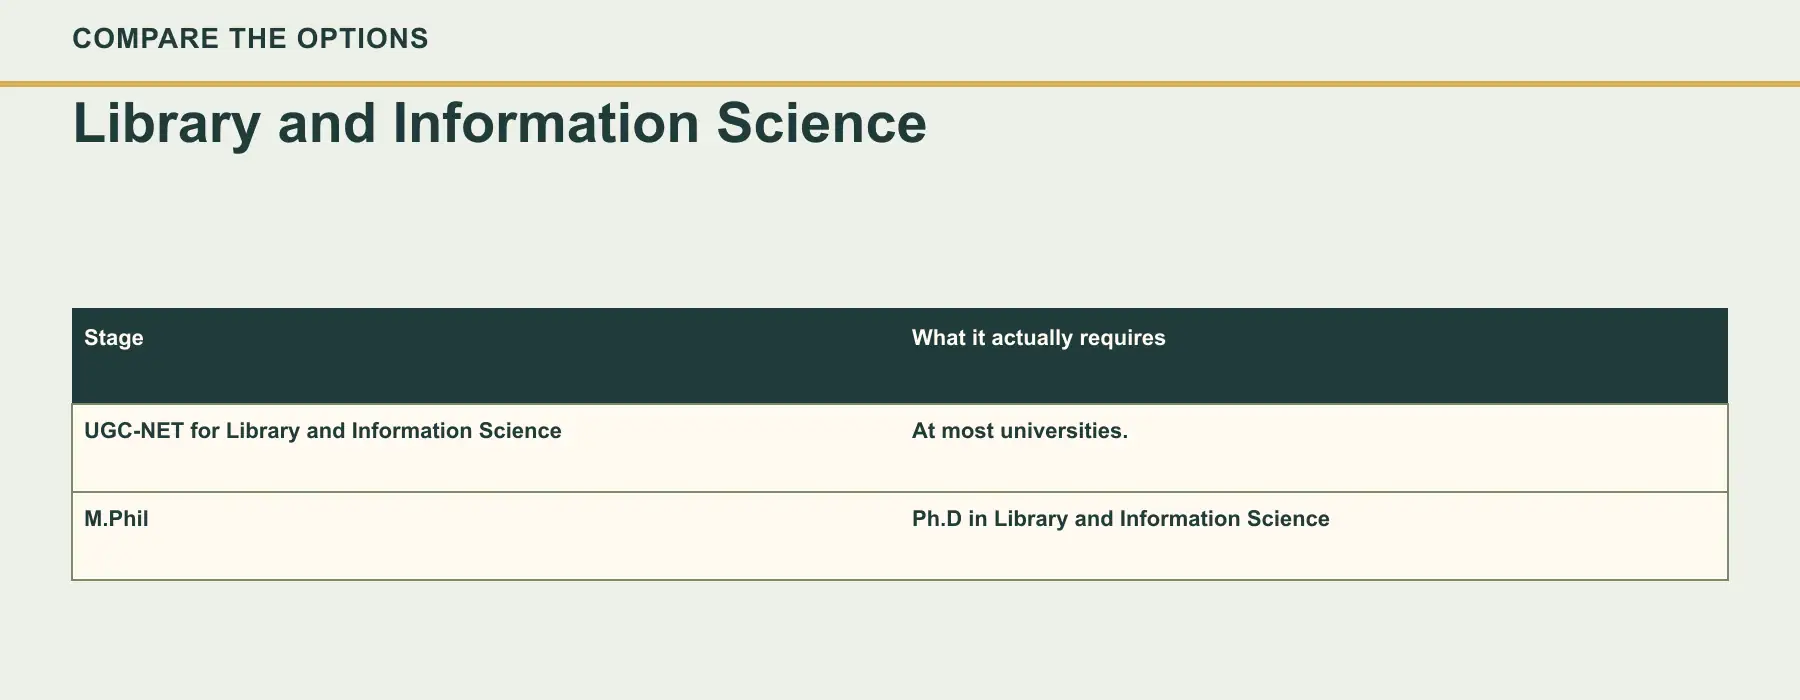 COMPARE THE OPTIONS
Library and Information Science
Stage
What it actually requires
UGC-NET for Library and Information Science
At most universities.
M.Phil
Ph.D in Library and Information Science